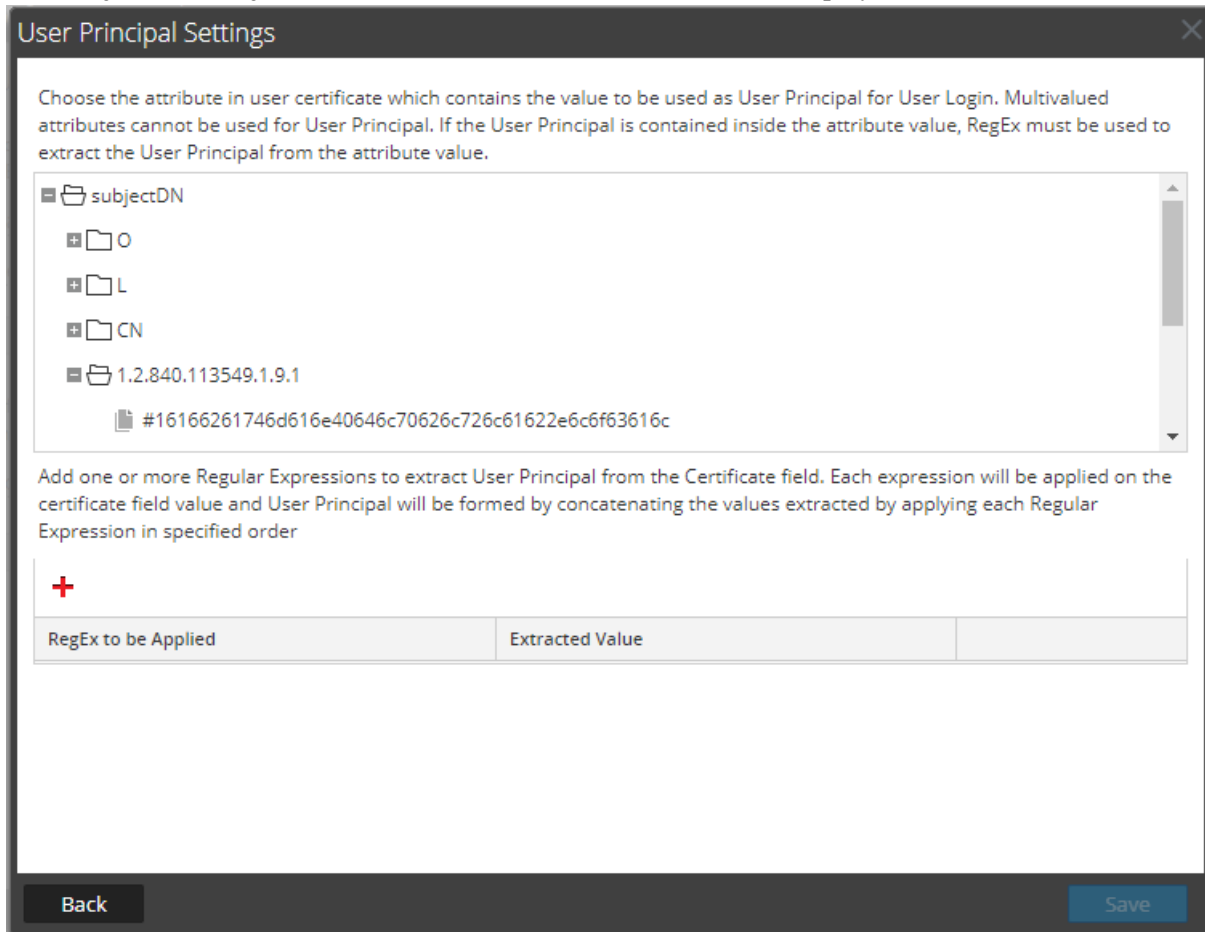 User Principal Settings
Choose the attribute in user certificate which contains the value to be used as User Principal for User Login. Multivalued
attributes cannot be used for User Principal. If the User Principal is contained inside the attribute value, RegEx must be used to
extract the User Principal from the attribute value.
subjectDN
O
L
CN
1.2.840.113549.1.9.1
#16166261746d616e40646c70626c726c61622e6c6f63616c
Add one or more Regular Expressions to extract User Principal from the Certificate field. Each expression will be applied on the
certificate field value and User Principal will be formed by concatenating the values extracted by applying each Regular
Expression in specified order
RegEx to be Applied Extracted Value
Back Save